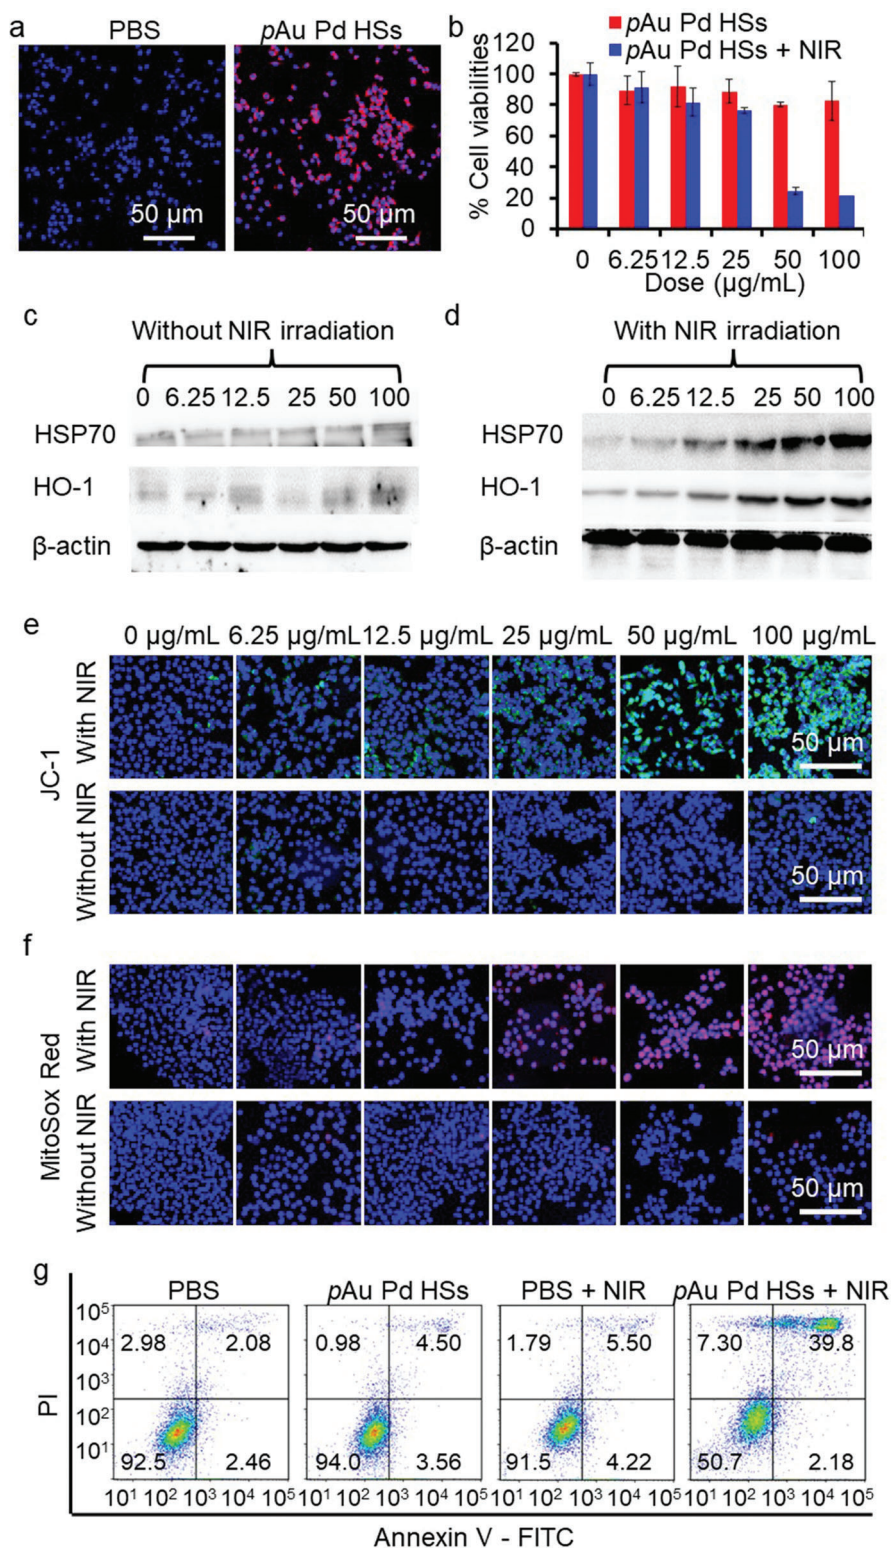 a
PBS
pAu Pd HSs
50 µm
50 µm
b
pAu Pd HSs
pAu Pd HSs + NIR
% Cell viabilities
120
100
80
60
40
20
0
0 6.25 12.5 25 50 100
Dose (µg/mL)
c
Without NIR irradiation
0 6.25 12.5 25 50 100
HSP70
HO-1
β-actin
d
With NIR irradiation
0 6.25 12.5 25 50 100
HSP70
HO-1
β-actin
e
0 µg/mL 6.25 µg/mL 12.5 µg/mL 25 µg/mL 50 µg/mL 100 µg/mL
JC-1
With NIR
50 µm
Without NIR
50 µm
f
MitoSox Red
With NIR
50 µm
Without NIR
50 µm
g
PBS
pAu Pd HSs
PBS + NIR
pAu Pd HSs + NIR
PI
10⁵
10⁴
10³
10²
10¹
2.98 2.08
92.5 2.46
0.98 4.50
94.0 3.56
1.79 5.50
91.5 4.22
7.30 39.8
50.7 2.18
10¹ 10² 10³ 10⁴ 10⁵
10¹ 10² 10³ 10⁴ 10⁵
10¹ 10² 10³ 10⁴ 10⁵
10¹ 10² 10³ 10⁴ 10⁵
Annexin V - FITC